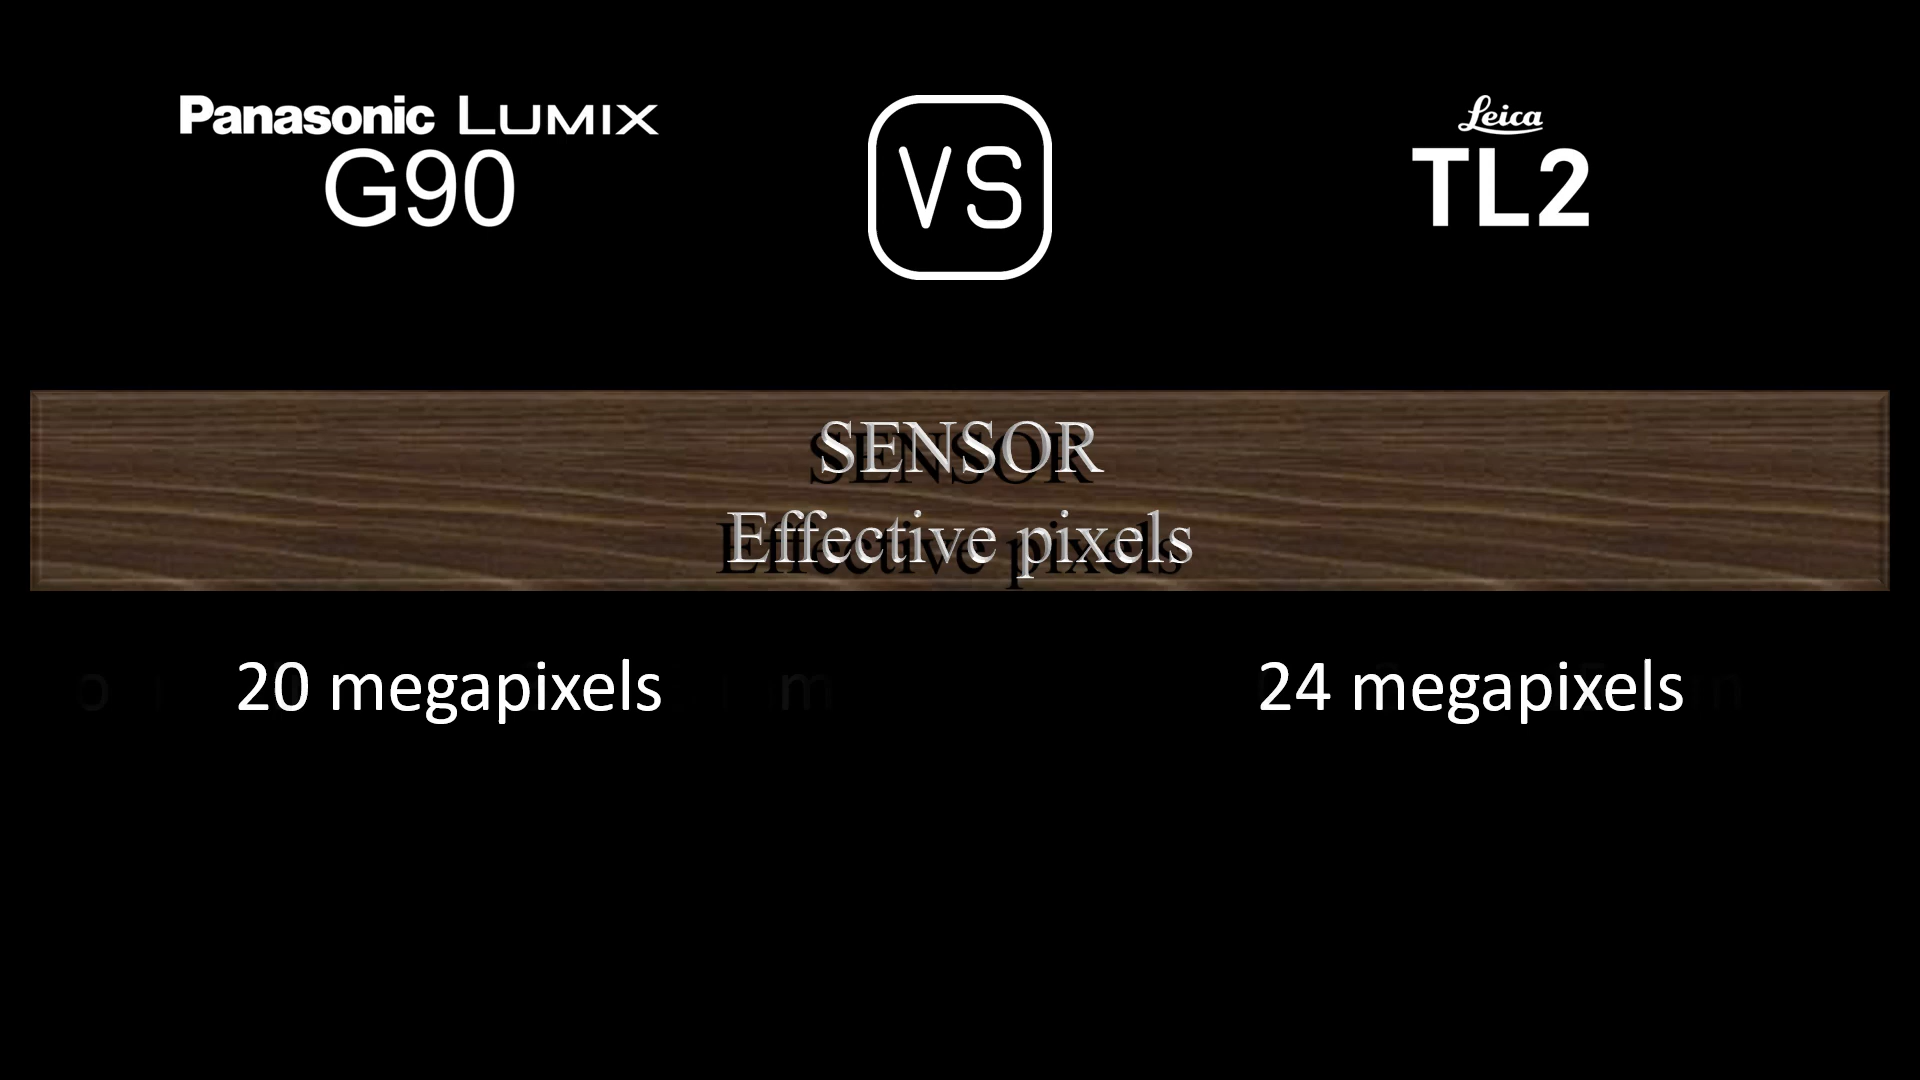 Panasonic LUMIX
G90
VS
Leica
TL2
SENSOR
Effective pixels
20 megapixels
24 megapixels